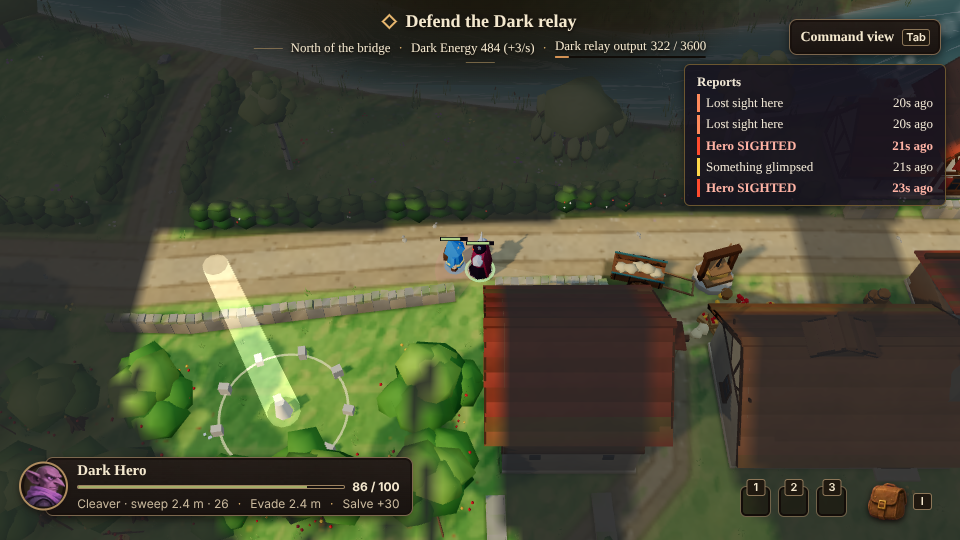 Defend the Dark relay
North of the bridge · Dark Energy 484 (+3/s) · Dark relay output 322 / 3600
Command view Tab
Reports
Lost sight here 20s ago
Lost sight here 20s ago
Hero SIGHTED 21s ago
Something glimpsed 21s ago
Hero SIGHTED 23s ago
Dark Hero
86 / 100
Cleaver · sweep 2.4 m · 26 · Evade 2.4 m · Salve +30
1 2 3 I